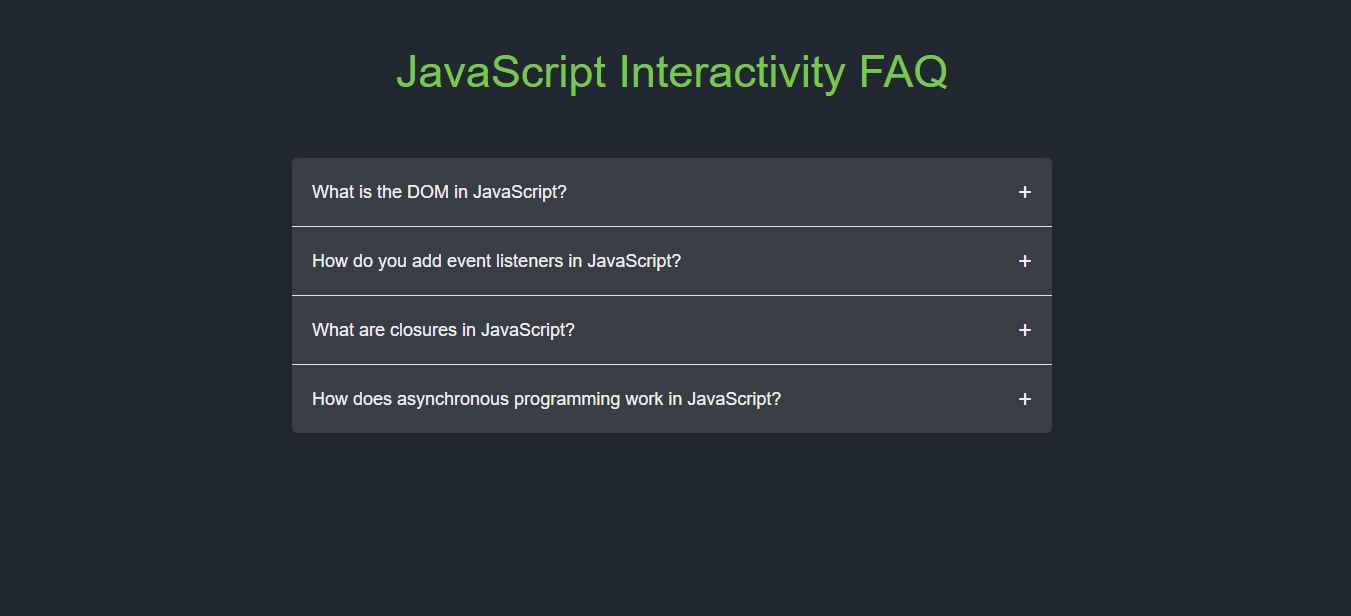 JavaScript Interactivity FAQ
What is the DOM in JavaScript? +
How do you add event listeners in JavaScript? +
What are closures in JavaScript? +
How does asynchronous programming work in JavaScript? +